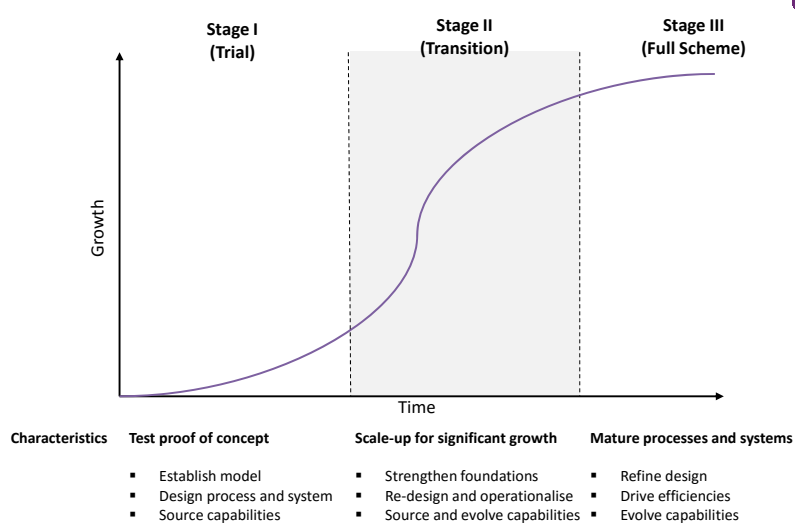 Stage I
(Trial)
Stage II
(Transition)
Stage III
(Full Scheme)
Growth
Time
Characteristics
Test proof of concept
▪ Establish model
▪ Design process and system
▪ Source capabilities
Scale-up for significant growth
▪ Strengthen foundations
▪ Re-design and operationalise
▪ Source and evolve capabilities
Mature processes and systems
▪ Refine design
▪ Drive efficiencies
▪ Evolve capabilities